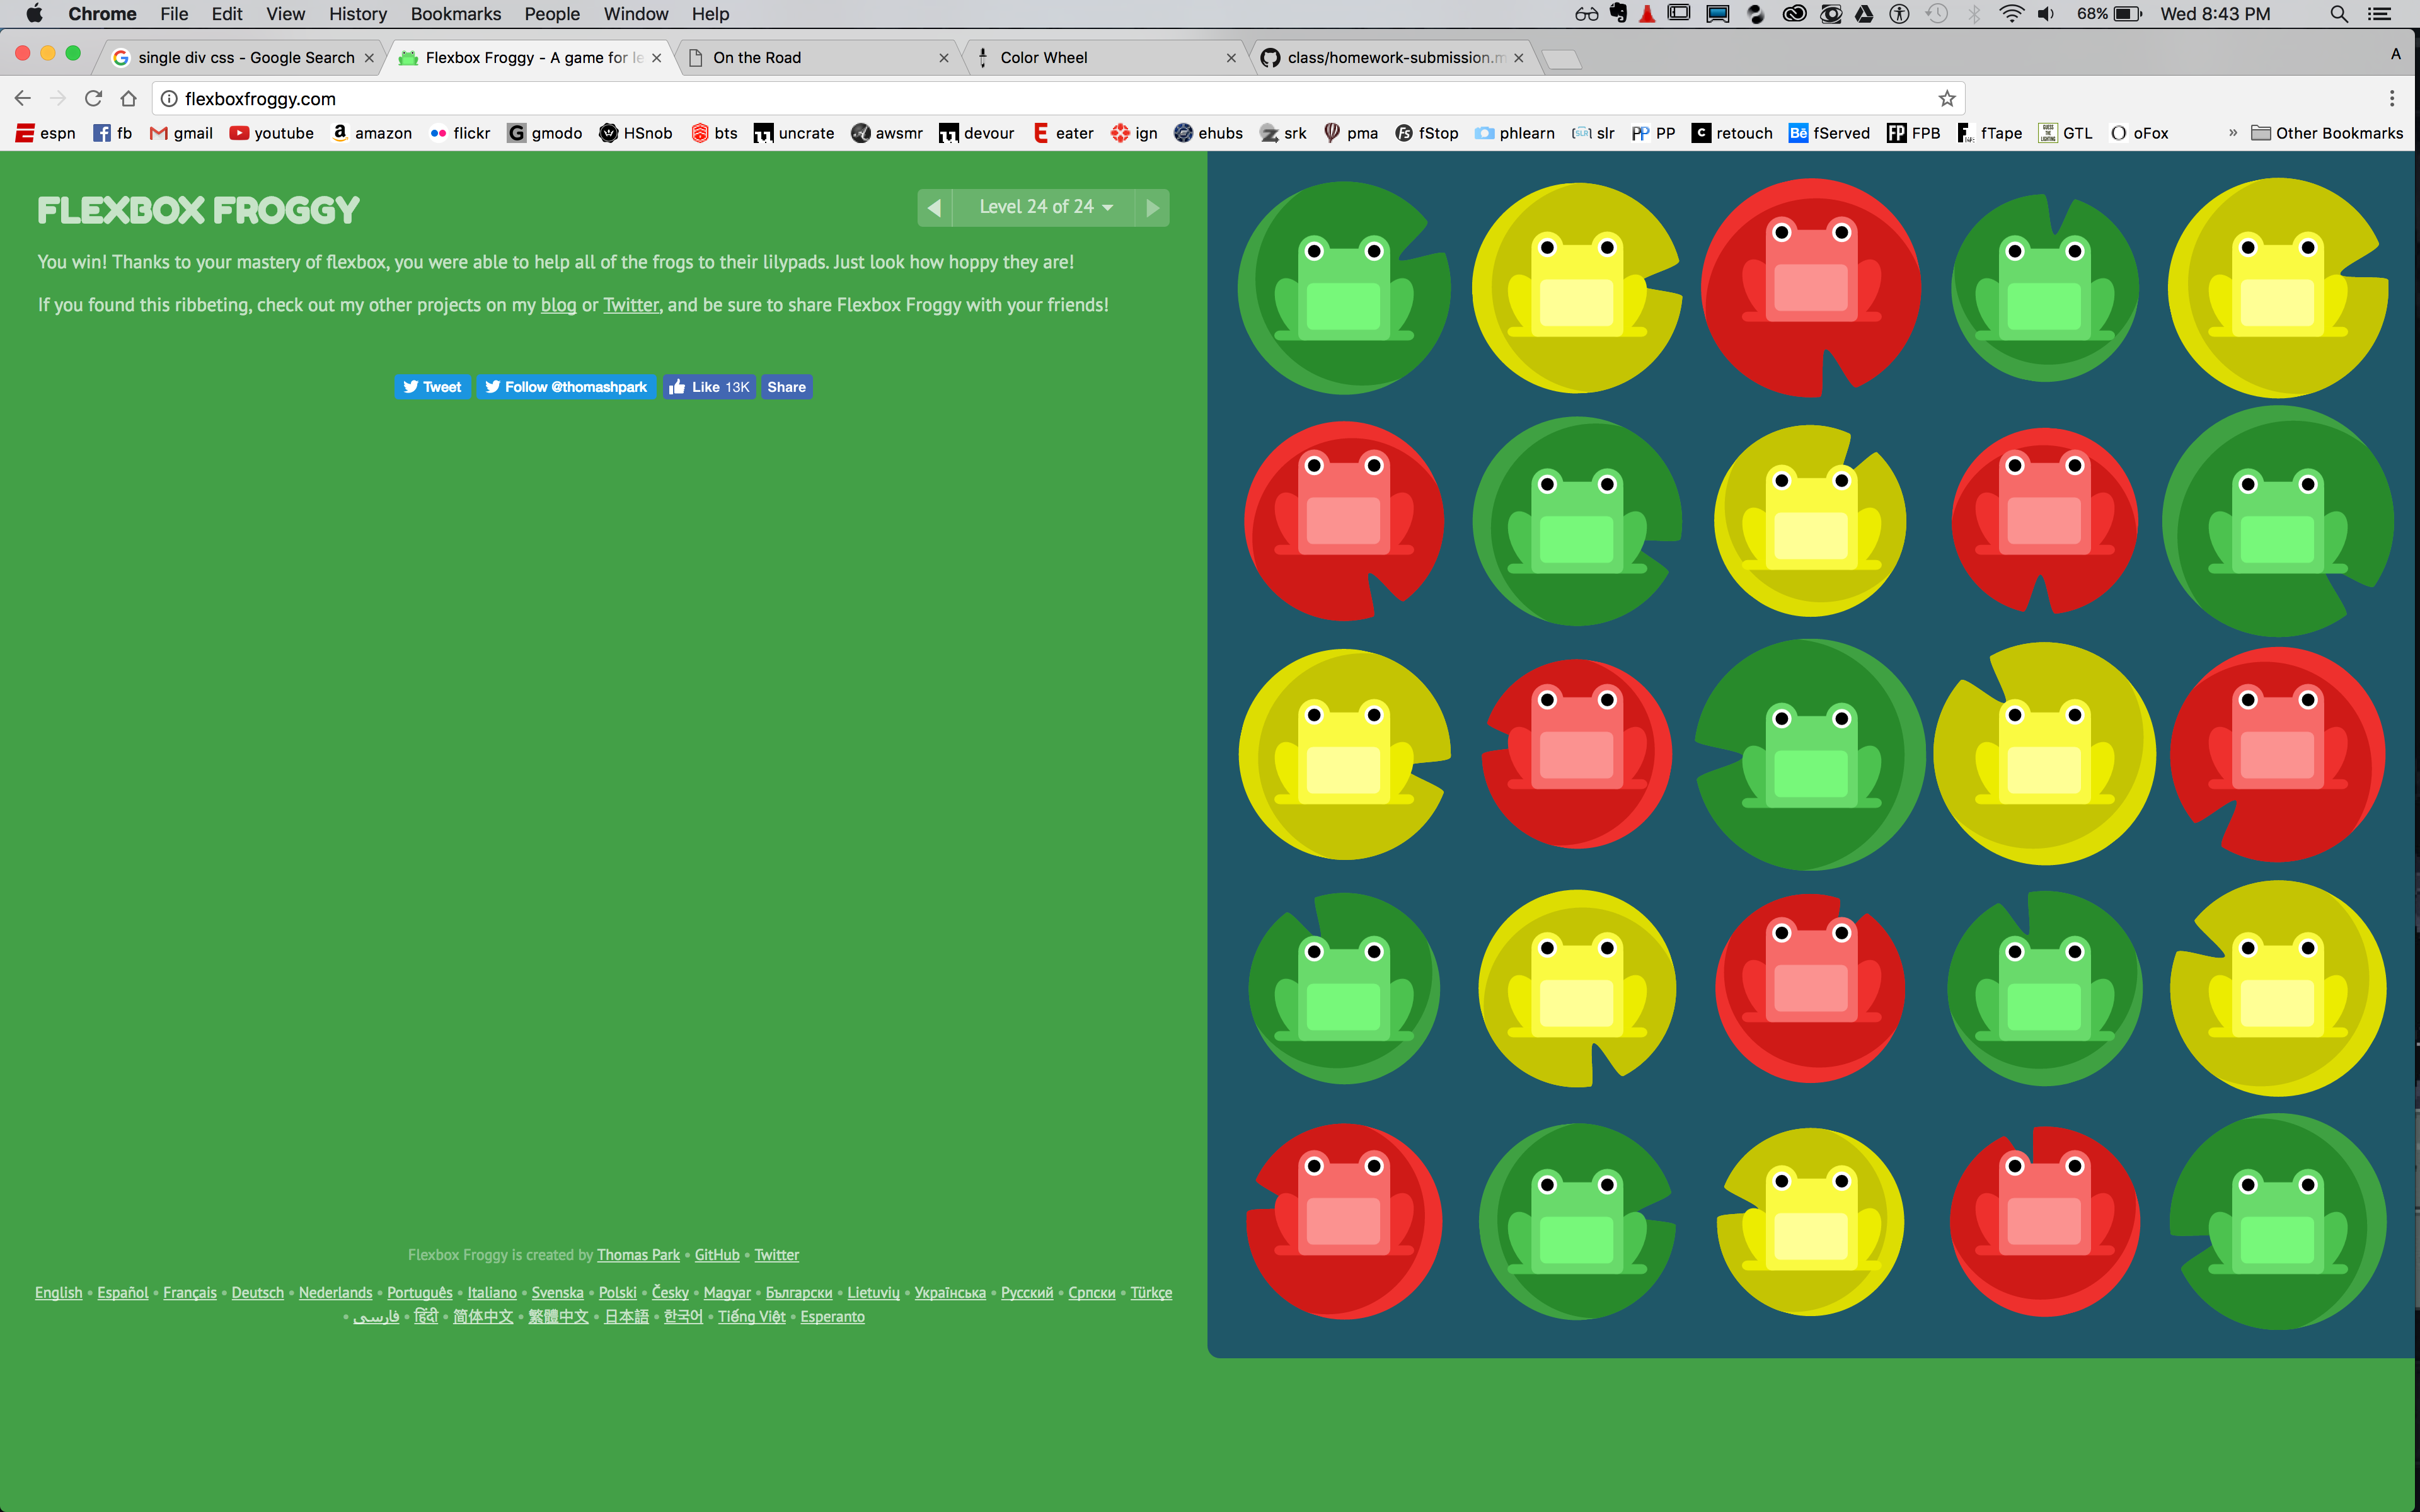 Chrome File Edit View History Bookmarks People Window Help 68% Wed 8:43 PM
single div css - Google Search Flexbox Froggy - A game for le On the Road Color Wheel class/homework-submission.m A
flexboxfroggy.com
espn fb gmail youtube amazon flickr gmodo HSnob bts uncrate awsmr devour eater ign ehubs srk pma fStop phlearn slr PP retouch fServed FPB fTape GTL oFox » Other Bookmarks
FLEXBOX FROGGY
Level 24 of 24
You win! Thanks to your mastery of flexbox, you were able to help all of the frogs to their lilypads. Just look how hoppy they are!
If you found this ribbeting, check out my other projects on my blog or Twitter, and be sure to share Flexbox Froggy with your friends!
Tweet Follow @thomashpark Like 13K Share
Flexbox Froggy is created by Thomas Park • GitHub • Twitter
English • Español • Français • Deutsch • Nederlands • Português • Italiano • Svenska • Polski • Česky • Magyar • Български • Lietuvių • Українська • Русский • Српски • Türkçe
• فارسی • हिंदी • 简体中文 • 繁體中文 • 日本語 • 한국어 • Tiếng Việt • Esperanto